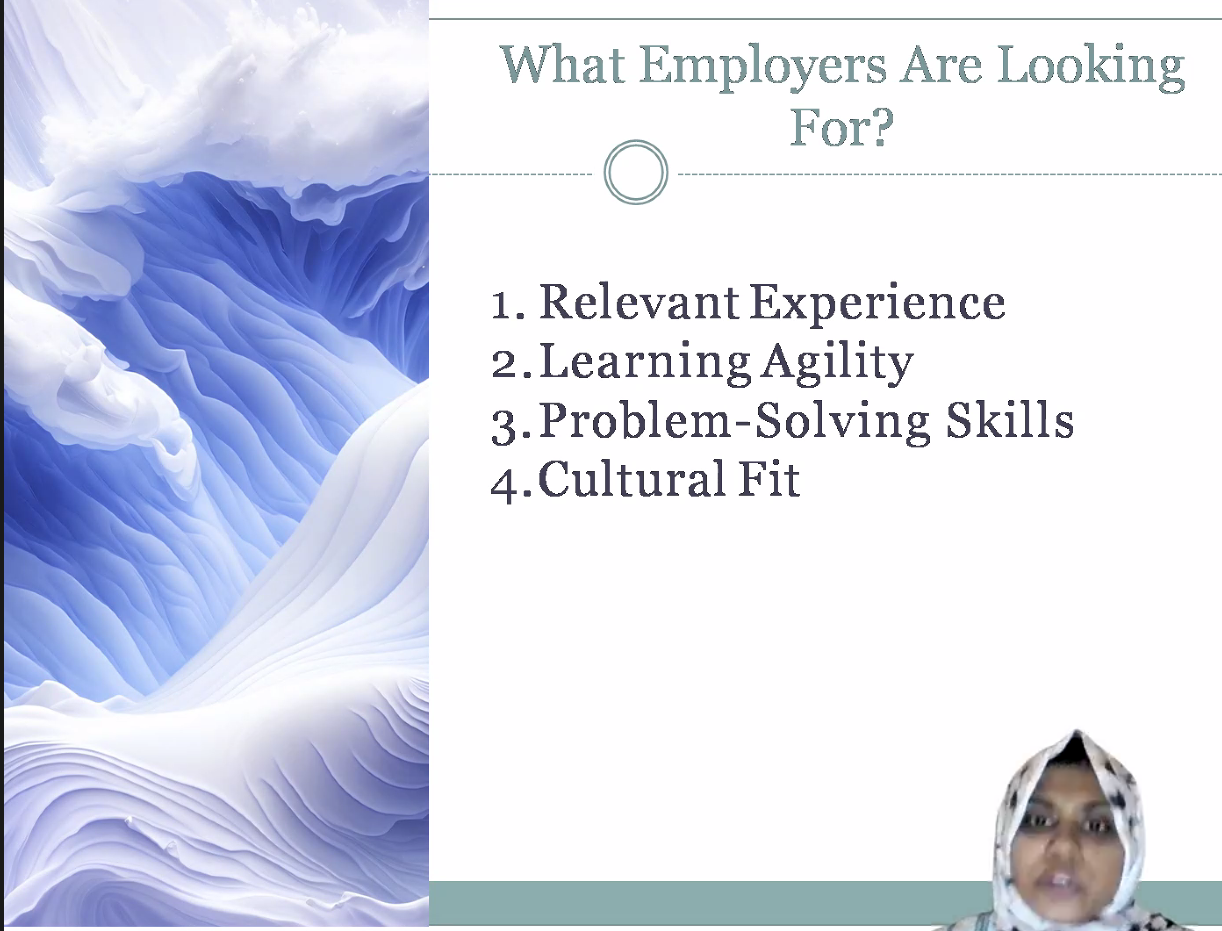 What Employers Are Looking
For?
1. Relevant Experience
2. Learning Agility
3. Problem-Solving Skills
4. Cultural Fit